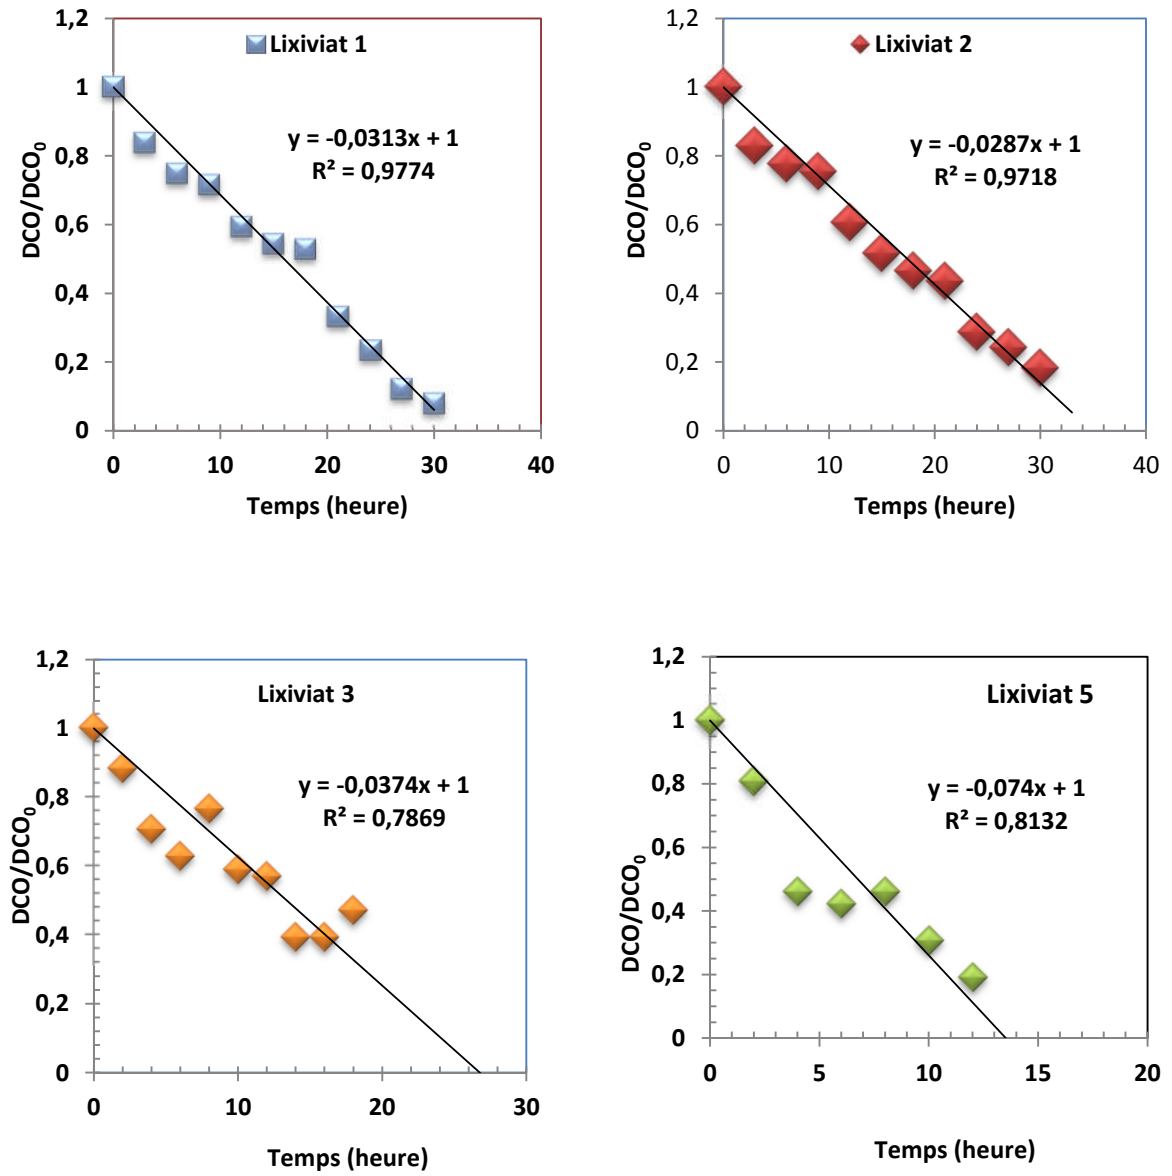 1,2
1
0,8
0,6
0,4
0,2
0
DCO/DCO₀
Lixiviat 1
y = -0,0313x + 1
R² = 0,9774
0 10 20 30 40
Temps (heure)
1,2
1
0,8
0,6
0,4
0,2
0
DCO/DCO₀
Lixiviat 2
y = -0,0287x + 1
R² = 0,9718
0 10 20 30 40
Temps (heure)
1,2
1
0,8
0,6
0,4
0,2
0
DCO/DCO₀
Lixiviat 3
y = -0,0374x + 1
R² = 0,7869
0 10 20 30
Temps (heure)
1,2
1
0,8
0,6
0,4
0,2
0
DCO/DCO₀
Lixiviat 5
y = -0,074x + 1
R² = 0,8132
0 5 10 15 20
Temps (heure)